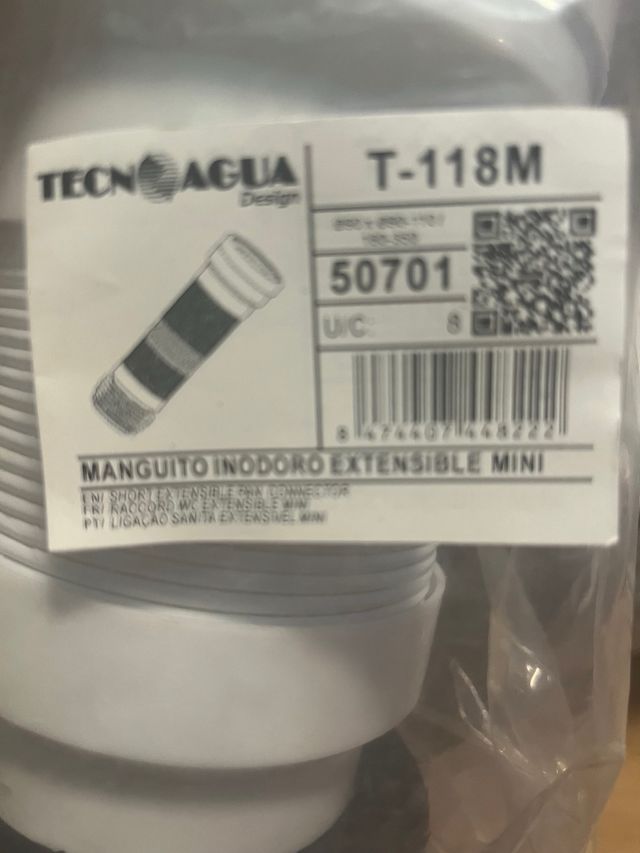 TECNOAGUA
Design
T-118M
50701
U/C: 8
8 474407 448222
MANGUITO INODORO EXTENSIBLE MINI
EN/ SHORT EXTENSIBLE PAN CONNECTOR
FR/ RACCORD WC EXTENSIBLE MINI
PT/ LIGAÇÃO SANITA EXTENSIVEL MINI